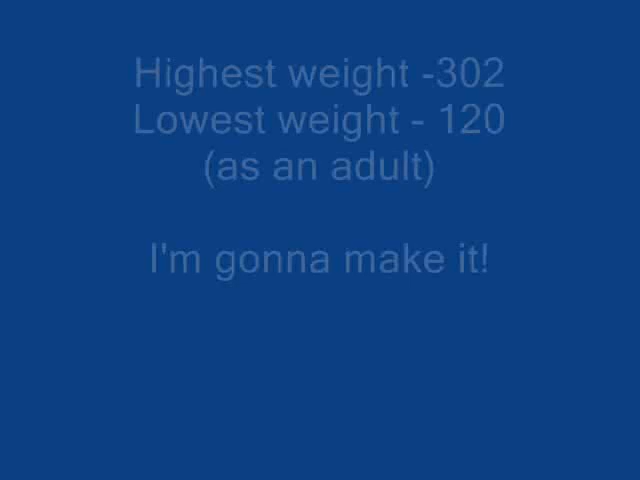 Highest weight -302
Lowest weight - 120
(as an adult)
I'm gonna make it!